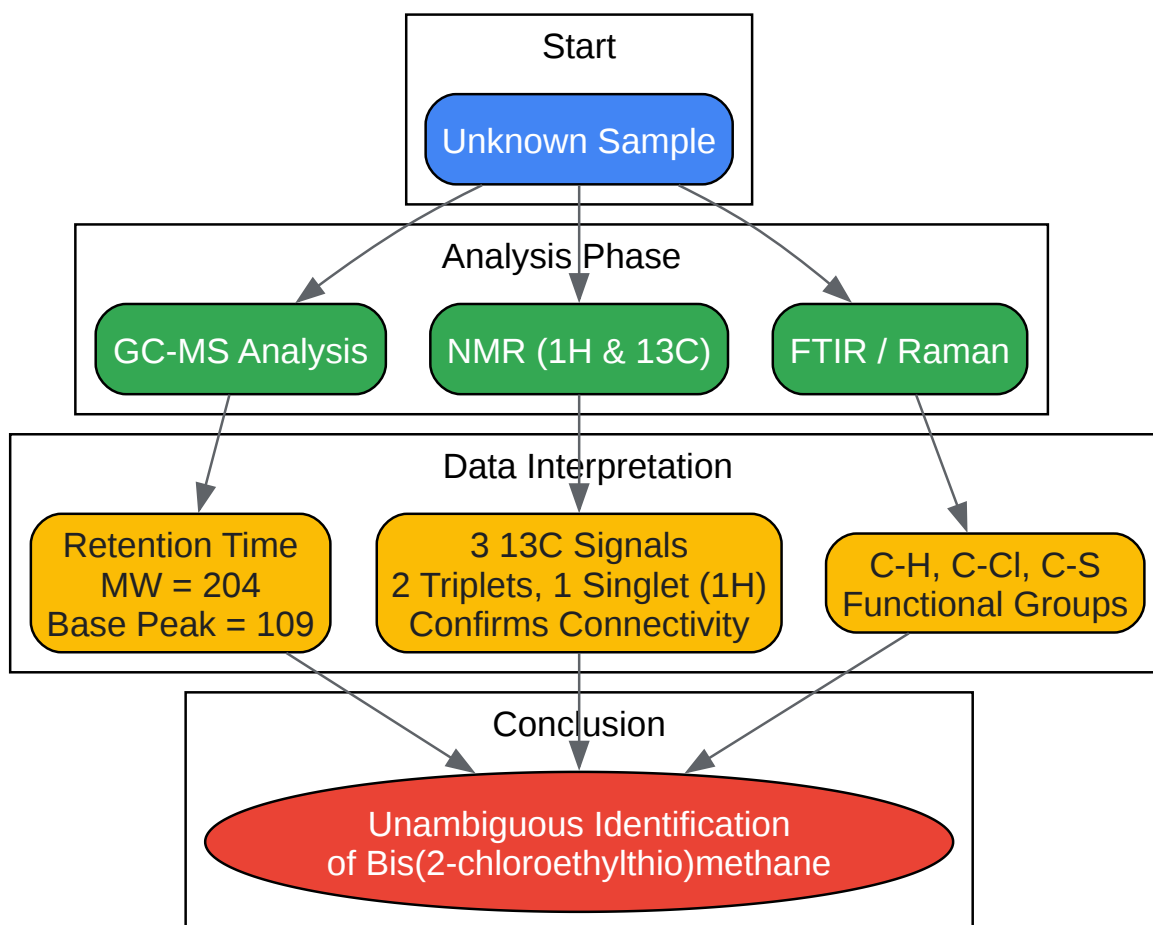 Start
Unknown Sample
Analysis Phase
GC-MS Analysis
NMR (1H & 13C)
FTIR / Raman
Data Interpretation
Retention Time
MW = 204
Base Peak = 109
3 13C Signals
2 Triplets, 1 Singlet (1H)
Confirms Connectivity
C-H, C-Cl, C-S
Functional Groups
Conclusion
Unambiguous Identification
of Bis(2-chloroethylthio)methane